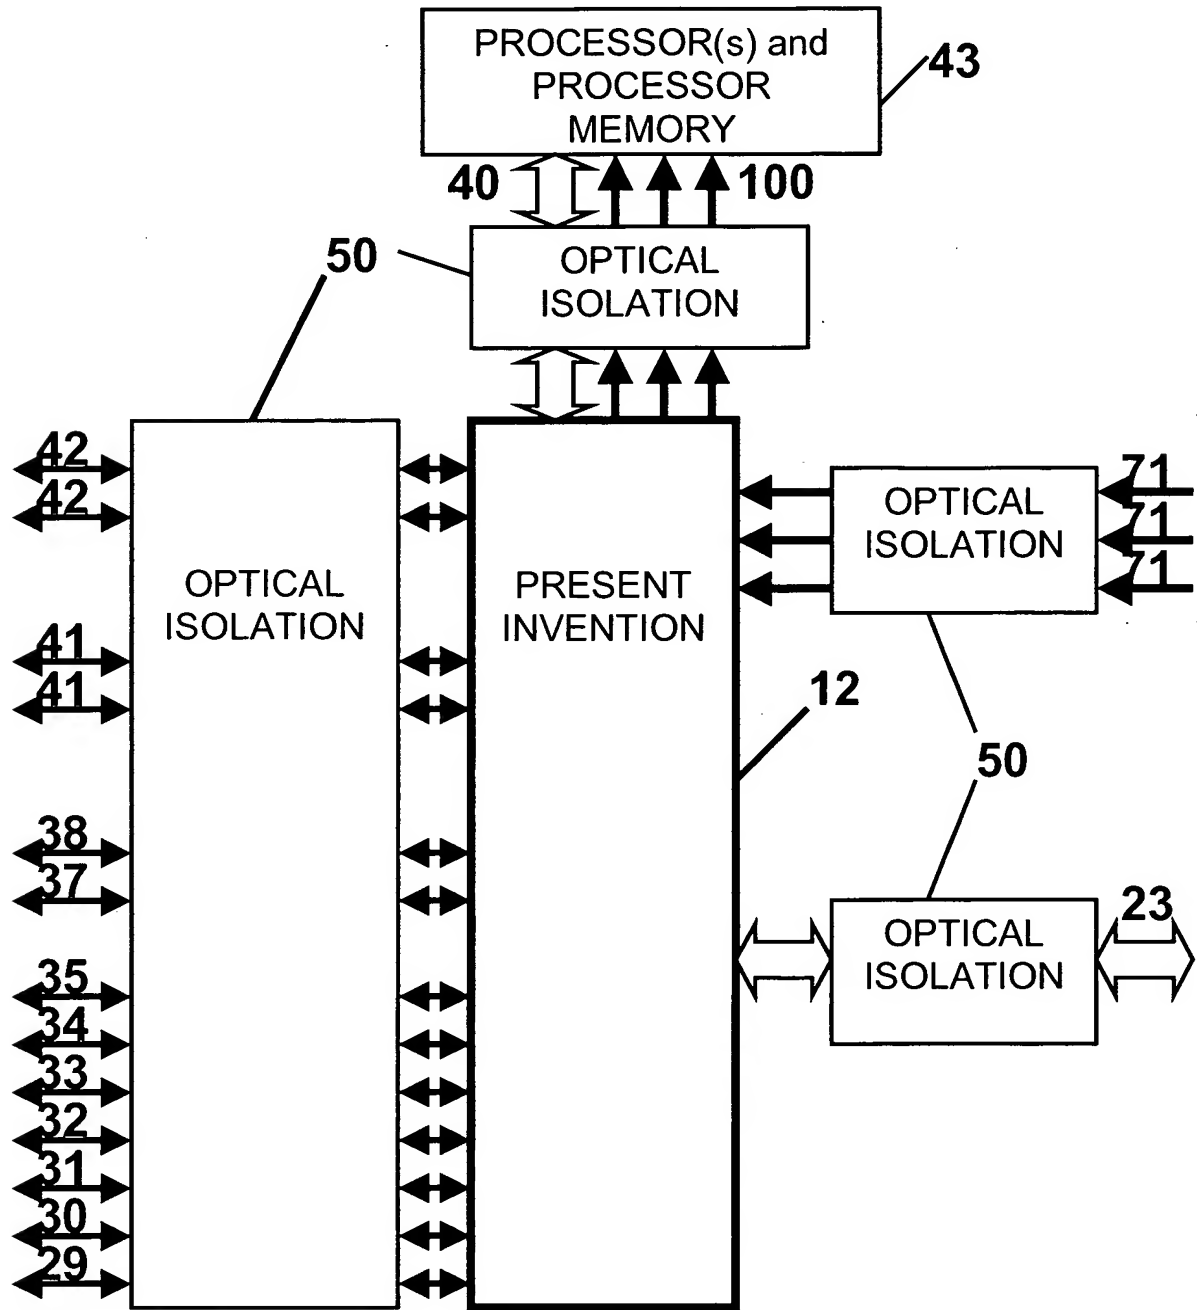 PROCESSOR(s) and
PROCESSOR
MEMORY
43
40
100
50
OPTICAL
ISOLATION
42
42
41
41
38
37
35
34
33
32
31
30
29
OPTICAL
ISOLATION
PRESENT
INVENTION
12
OPTICAL
ISOLATION
71
71
71
50
OPTICAL
ISOLATION
23